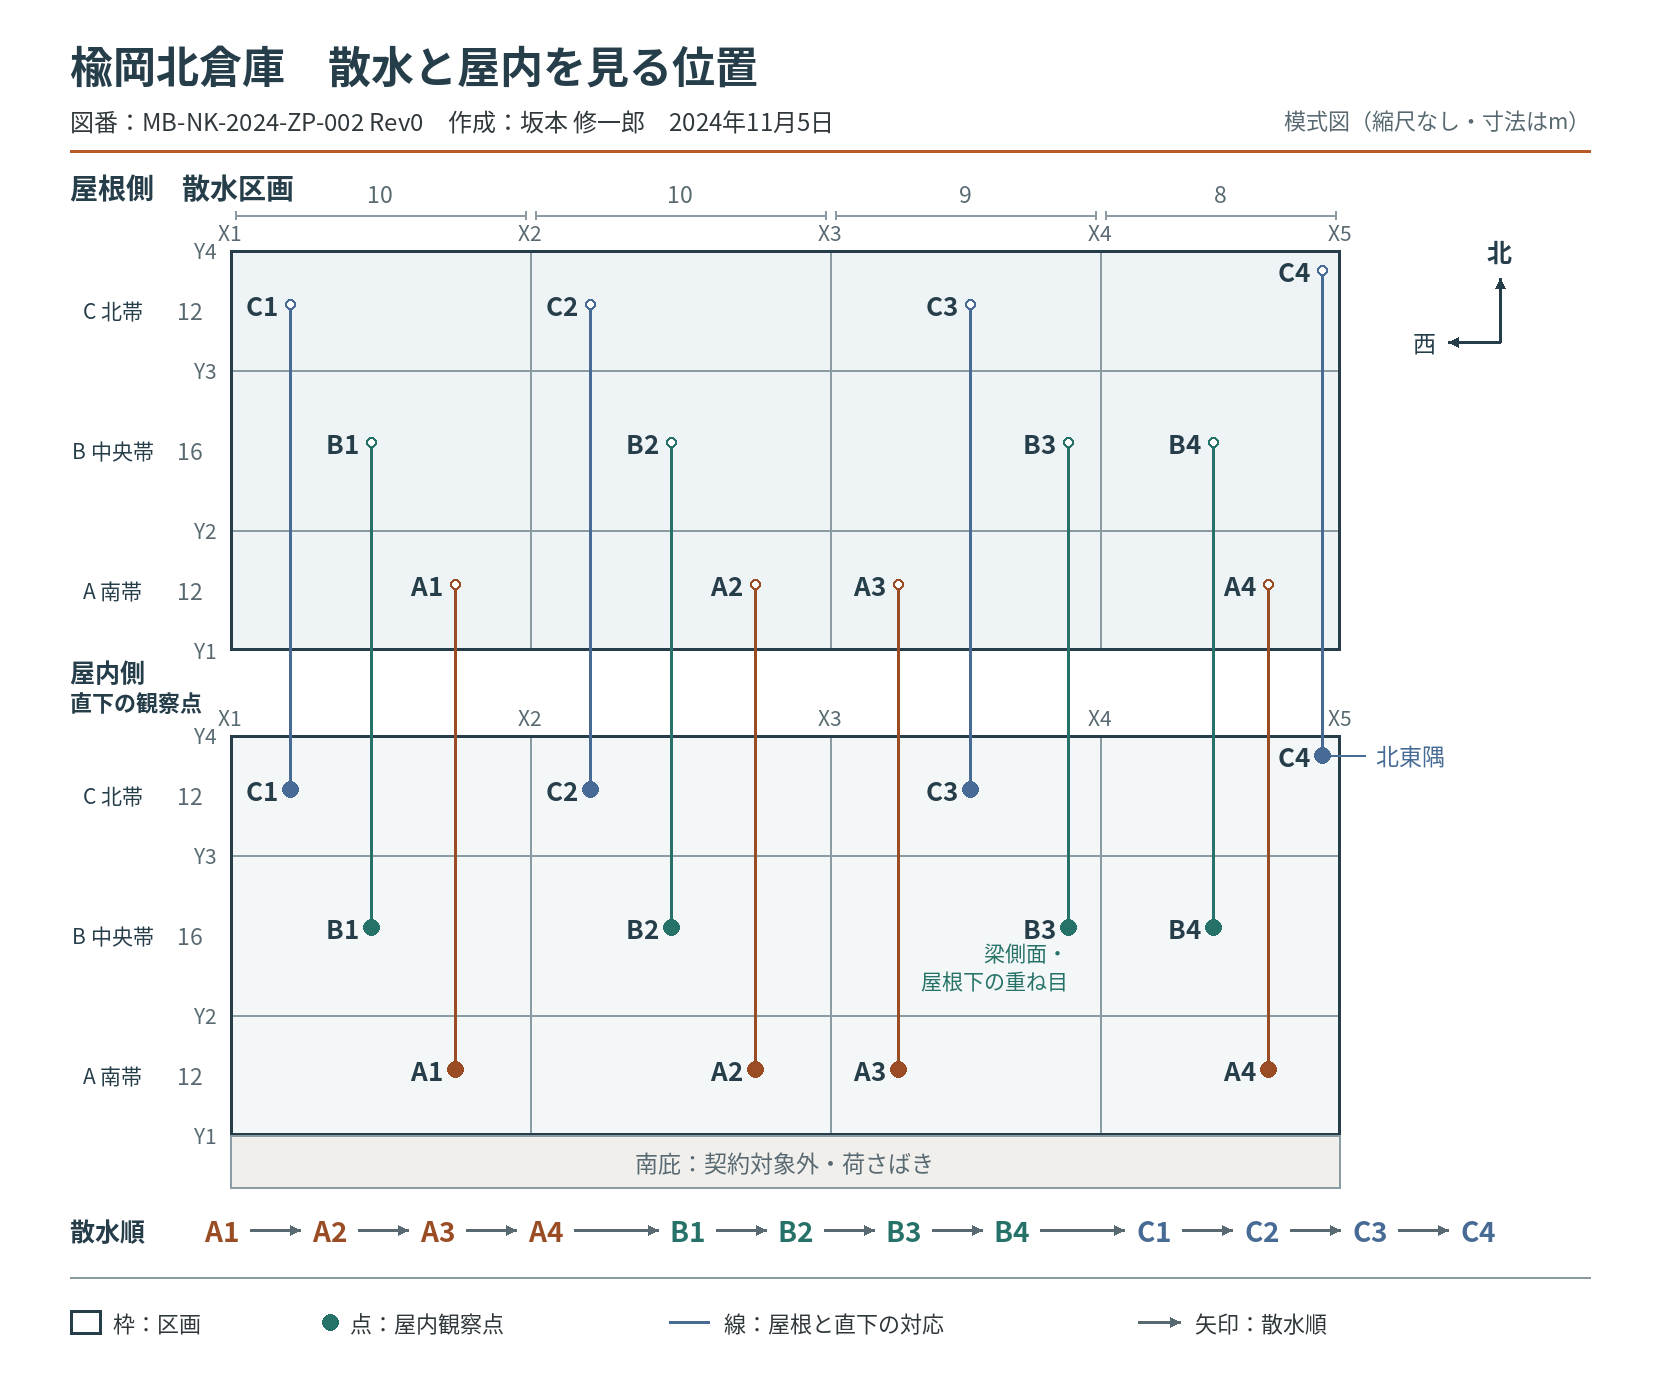 楡岡北倉庫　散水と屋内を見る位置
図番：MB-NK-2024-ZP-002 Rev0　作成：坂本 修一郎　2024年11月5日
模式図（縮尺なし・寸法はm）
屋根側　散水区画
10 10 9 8
X1 X2 X3 X4 X5
Y4
北
C4
C 北帯 12 C1 C2 C3
西
Y3
B 中央帯 16 B1 B2 B3 B4
Y2
A 南帯 12 A1 A2 A3 A4
Y1
屋内側
直下の観察点
X1 X2 X3 X4 X5
Y4
C4 北東隅
C 北帯 12 C1 C2 C3
Y3
B 中央帯 16 B1 B2 B3 B4
梁側面・
屋根下の重ね目
Y2
A 南帯 12 A1 A2 A3 A4
Y1
南庇：契約対象外・荷さばき
散水順 A1 A2 A3 A4 B1 B2 B3 B4 C1 C2 C3 C4
枠：区画 点：屋内観察点 線：屋根と直下の対応 矢印：散水順